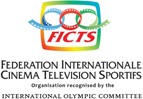 FICTS
FEDERATION INTERNATIONALE
CINEMA TELEVISION SPORTIFS
Organisation recognised by the
INTERNATIONAL OLYMPIC COMMITTEE